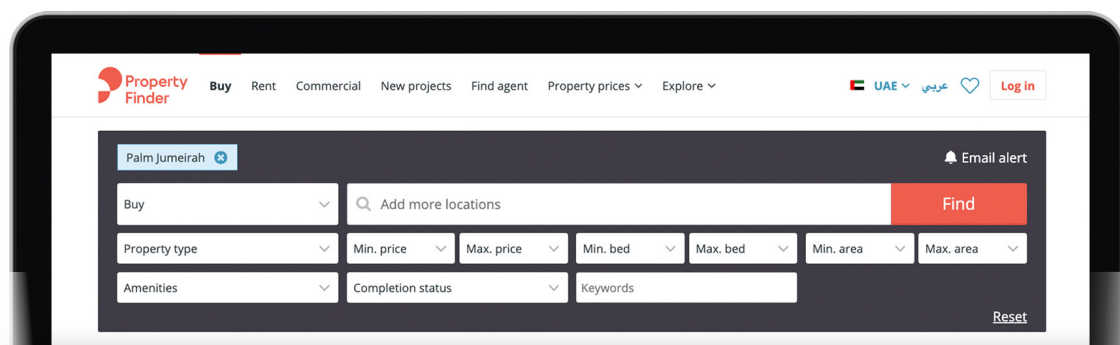 Property Finder
Buy Rent Commercial New projects Find agent Property prices Explore UAE عربي Log in
Palm Jumeirah Email alert
Buy Add more locations Find
Property type Min. price Max. price Min. bed Max. bed Min. area Max. area
Amenities Completion status Keywords
Reset